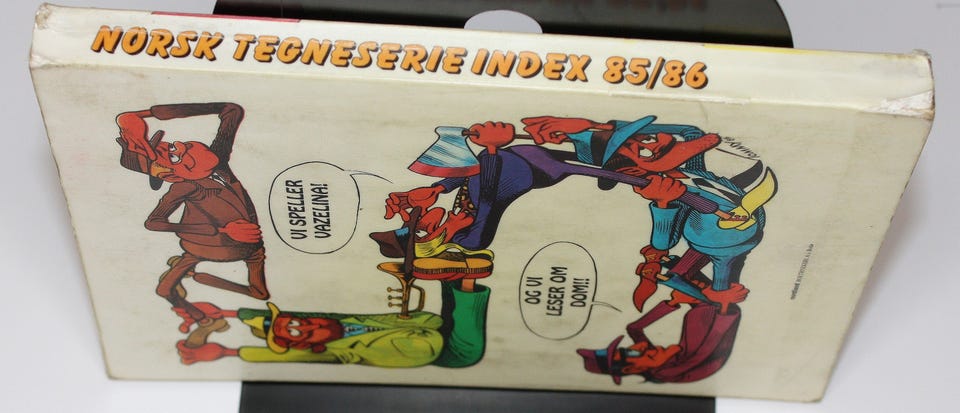 NORSK TEGNESERIE INDEX 85/86
VI SPELLER
VAZELINA!
OG VI
LESER OM
DOM!!